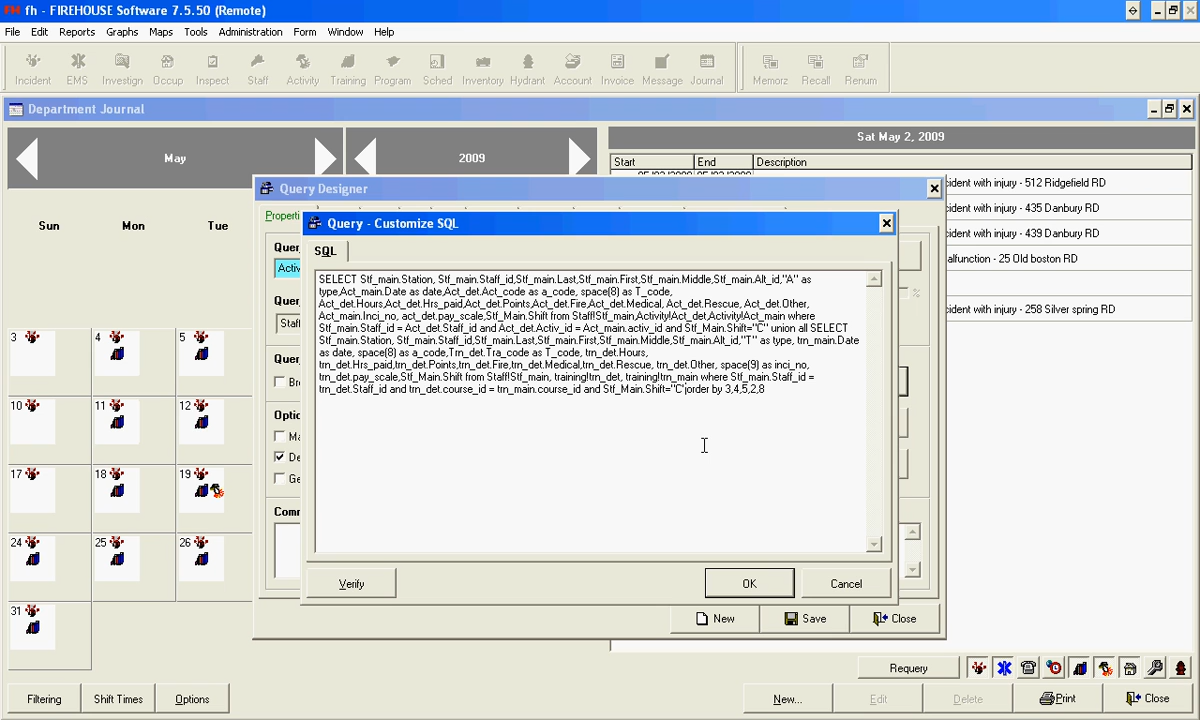 fh - FIREHOUSE Software 7.5.50 (Remote)
File Edit Reports Graphs Maps Tools Administration Form Window Help
Incident EMS Investign Occup Inspect Staff Activity Training Program Sched Inventory Hydrant Account Invoice Message Journal Memorz Recall Renum
Department Journal
May
2009
Sat May 2, 2009
Start End Description
cident with injury - 512 Ridgefield RD
cident with injury - 435 Danbury RD
cident with injury - 439 Danbury RD
alfunction - 25 Old boston RD
cident with injury - 258 Silver spring RD
Sun Mon Tue
3 4 5
10 11 12
17 18 19
24 25 26
31
Query Designer
Properti
Query - Customize SQL
SQL
SELECT Stf_main.Station, Stf_main.Staff_id,Stf_main.Last,Stf_main.First,Stf_main.Middle,Stf_main.Alt_id,"A" as
type,Act_main.Date as date,Act_det.Act_code as a_code, space(8) as T_code,
Act_det.Hours,Act_det.Hrs_paid,Act_det.Points,Act_det.Fire,Act_det.Medical, Act_det.Rescue, Act_det.Other,
Act_main.Inci_no, act_det.pay_scale,Stf_Main.Shift from Staff!Stf_main,Activity!Act_det,Activity!Act_main where
Stf_main.Staff_id = Act_det.Staff_id and Act_det.Activ_id = Act_main.activ_id and Stf_Main.Shift="C" union all SELECT
Stf_main.Station, Stf_main.Staff_id,Stf_main.Last,Stf_main.First,Stf_main.Middle,Stf_main.Alt_id,"T" as type, trn_main.Date
as date, space(8) as a_code,Trn_det.Tra_code as T_code, trn_det.Hours,
trn_det.Hrs_paid,trn_det.Points,trn_det.Fire,trn_det.Medical,trn_det.Rescue, trn_det.Other, space(9) as inci_no,
trn_det.pay_scale,Stf_Main.Shift from Staff!Stf_main, training!trn_det, training!trn_main where Stf_main.Staff_id =
trn_det.Staff_id and trn_det.course_id = trn_main.course_id and Stf_Main.Shift="C"order by 3,4,5,2,8
Quer
Activ
Quer
Staf
Quer
Bre
%
Optio
Ma
De
Ge
Comm
Verify OK Cancel
New Save Close
Requery
Filtering Shift Times Options New... Edit Delete Print Close